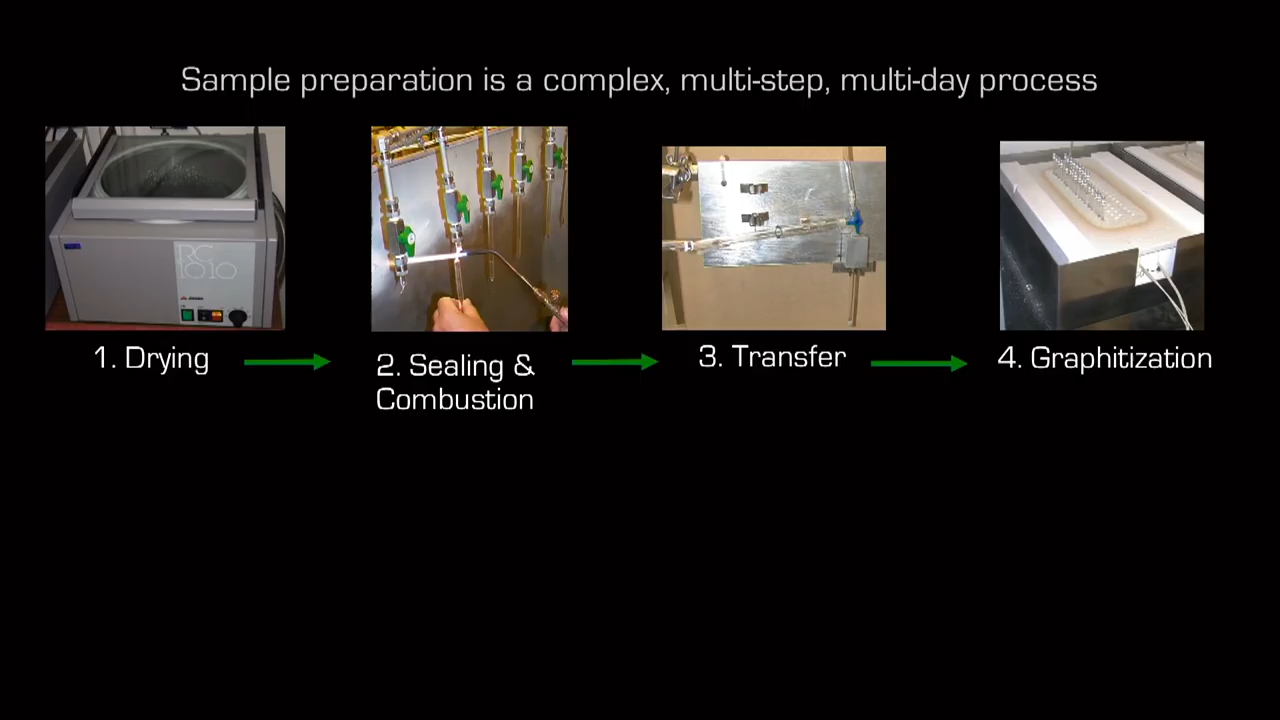 Sample preparation is a complex, multi-step, multi-day process
RC
1010
1. Drying
2. Sealing &
Combustion
3. Transfer
4. Graphitization